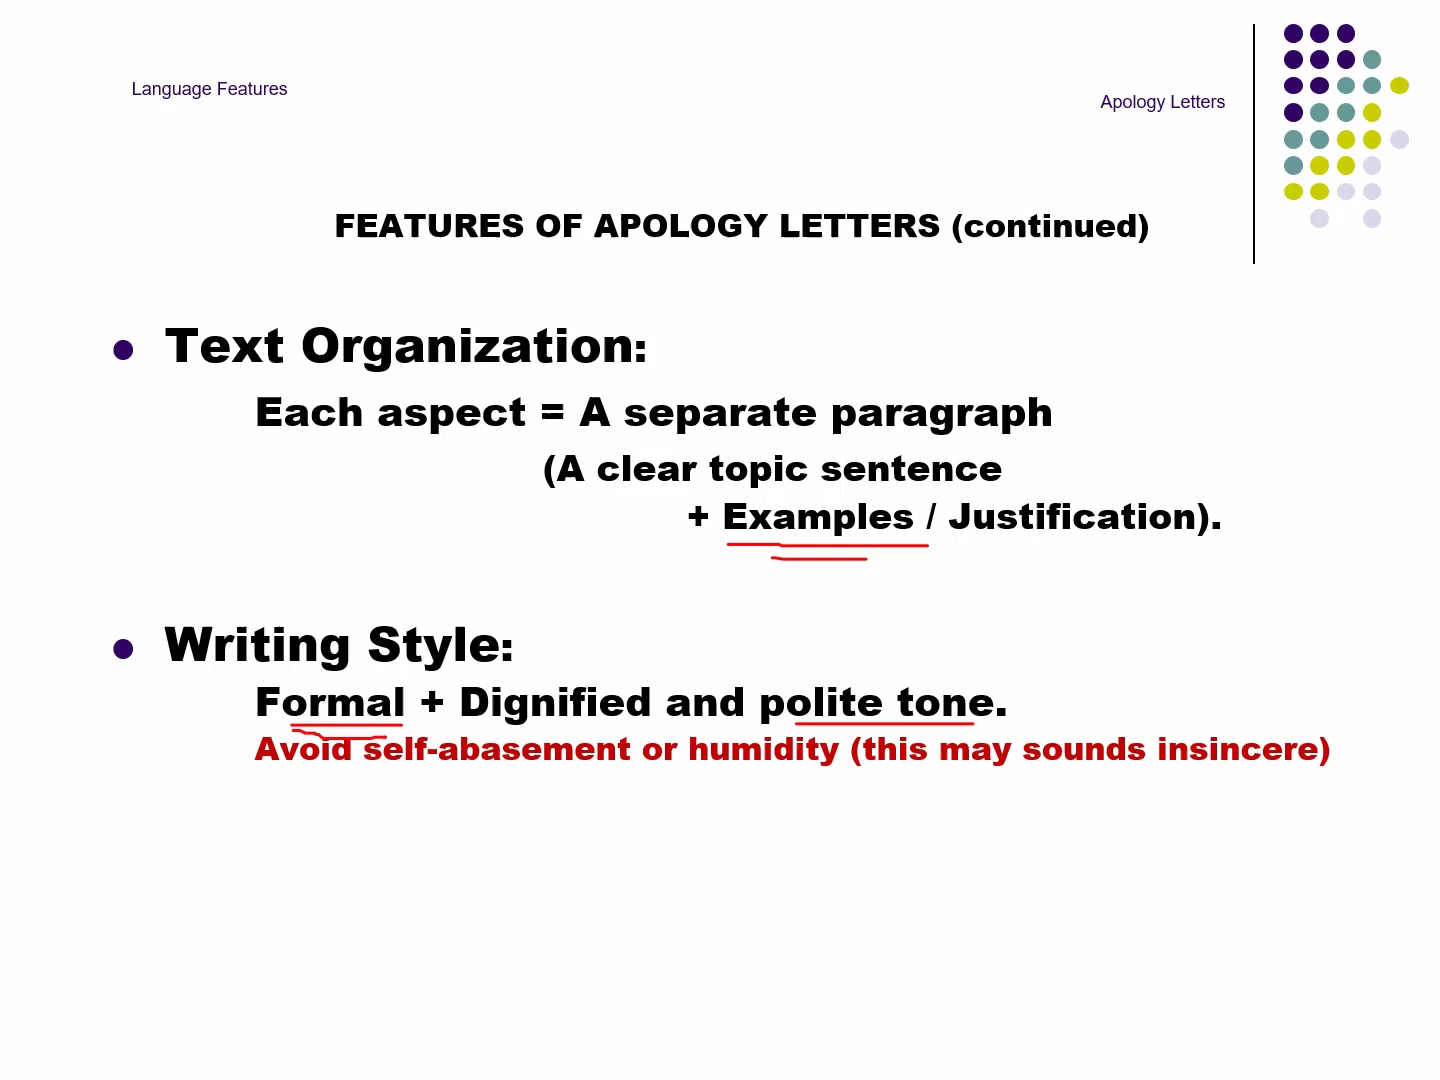 Language Features
Apology Letters
FEATURES OF APOLOGY LETTERS (continued)
Text Organization:
Each aspect = A separate paragraph
(A clear topic sentence
+ Examples / Justification).
Writing Style:
Formal + Dignified and polite tone.
Avoid self-abasement or humidity (this may sounds insincere)